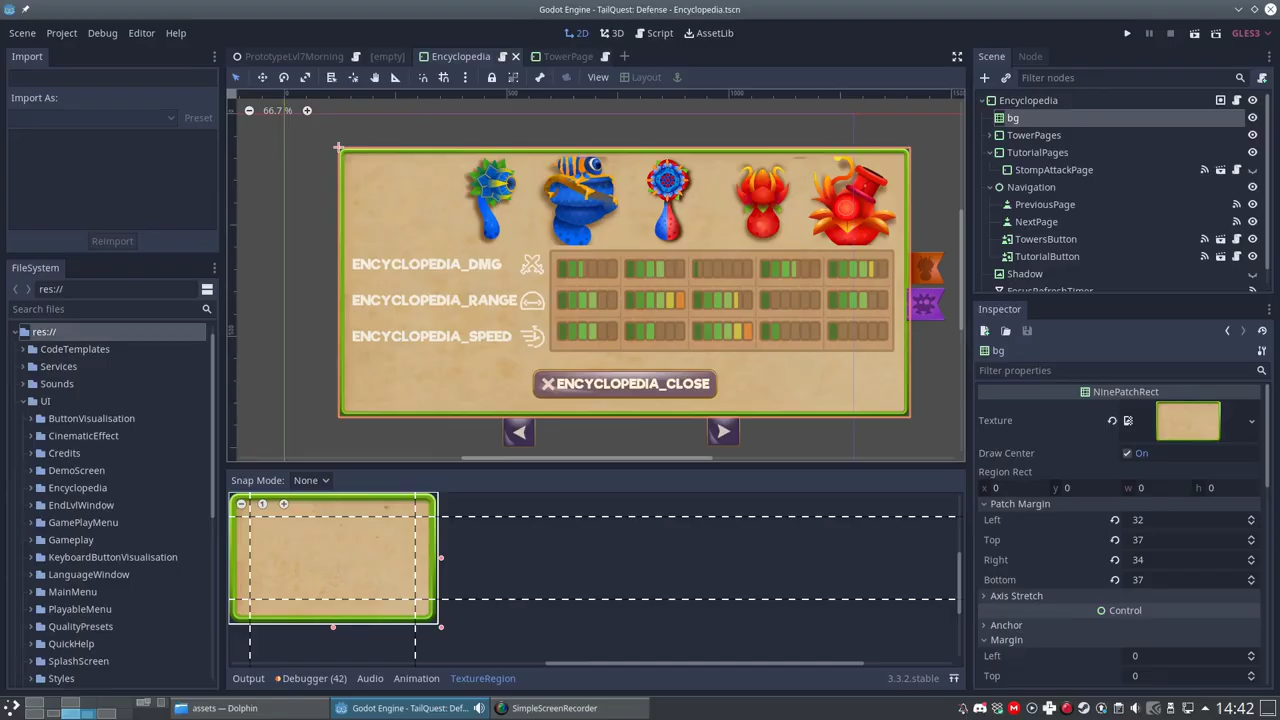 Godot Engine - TailQuest: Defense - Encyclopedia.tscn
Scene Project Debug Editor Help
2D 3D Script AssetLib
GLES3
Import
PrototypeLvl7Morning [empty] Encyclopedia TowerPage
Scene Node
View Layout
Filter nodes
Import As:
Preset
Reimport
500 1000 1500
66.7 %
Encyclopedia
bg
TowerPages
TutorialPages
StompAttackPage
Navigation
PreviousPage
NextPage
TowersButton
TutorialButton
Shadow
FocusRefreshTimer
FileSystem
res://
Search files
res://
CodeTemplates
Services
Sounds
UI
ButtonVisualisation
CinematicEffect
Credits
DemoScreen
Encyclopedia
EndLvlWindow
GamePlayMenu
Gameplay
KeyboardButtonVisualisation
LanguageWindow
MainMenu
PlayableMenu
QualityPresets
QuickHelp
SplashScreen
Styles
ENCYCLOPEDIA_DMG
ENCYCLOPEDIA_RANGE
ENCYCLOPEDIA_SPEED
ENCYCLOPEDIA_CLOSE
Inspector
bg
Filter properties
NinePatchRect
Texture
Draw Center On
Region Rect
x 0 y 0 w 0 h 0
Patch Margin
Left 32
Top 37
Right 34
Bottom 37
Axis Stretch
Control
Anchor
Margin
Left 0
Top 0
Snap Mode: None
Output Debugger (42) Audio Animation TextureRegion 3.3.2.stable
assets — Dolphin
Godot Engine - TailQuest: Def...
SimpleScreenRecorder
14:42